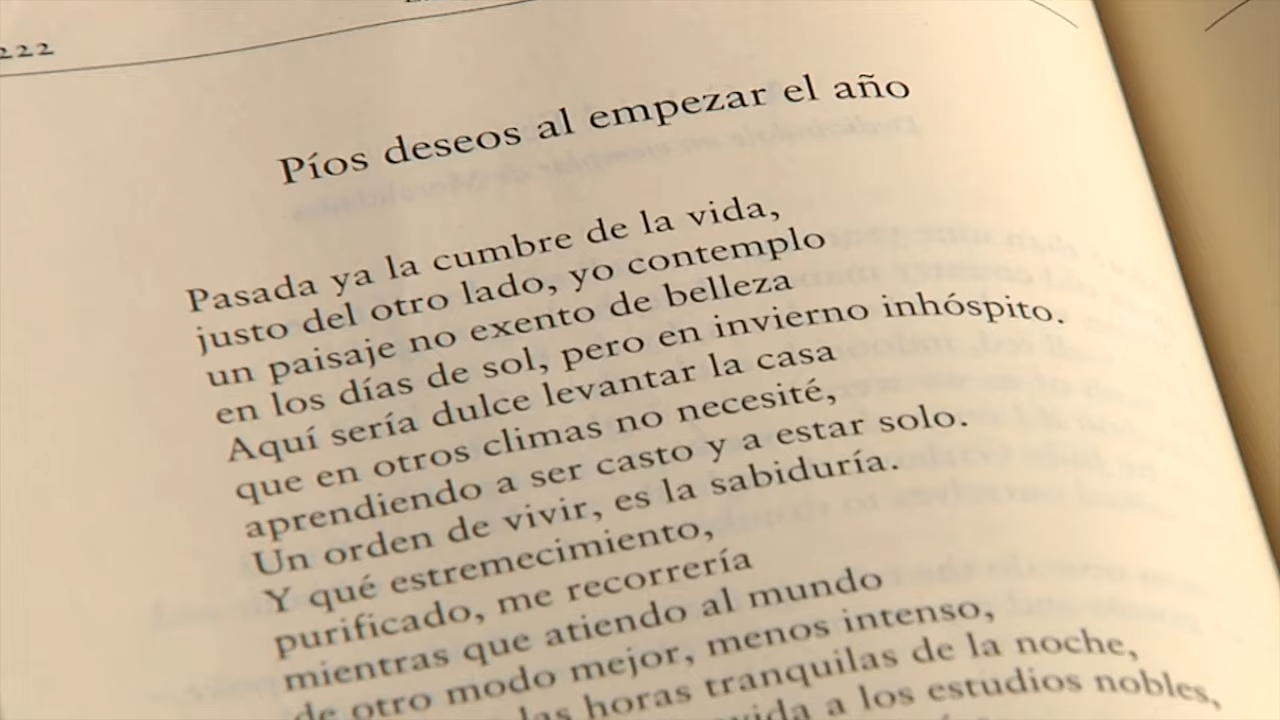 222
Píos deseos al empezar el año
Pasada ya la cumbre de la vida,
justo del otro lado, yo contemplo
un paisaje no exento de belleza
en los días de sol, pero en invierno inhóspito.
Aquí sería dulce levantar la casa
que en otros climas no necesité,
aprendiendo a ser casto y a estar solo.
Un orden de vivir, es la sabiduría.
Y qué estremecimiento,
purificado, me recorrería
mientras que atiendo al mundo
de otro modo mejor, menos intenso,
las horas tranquilas de la noche,
vida a los estudios nobles,